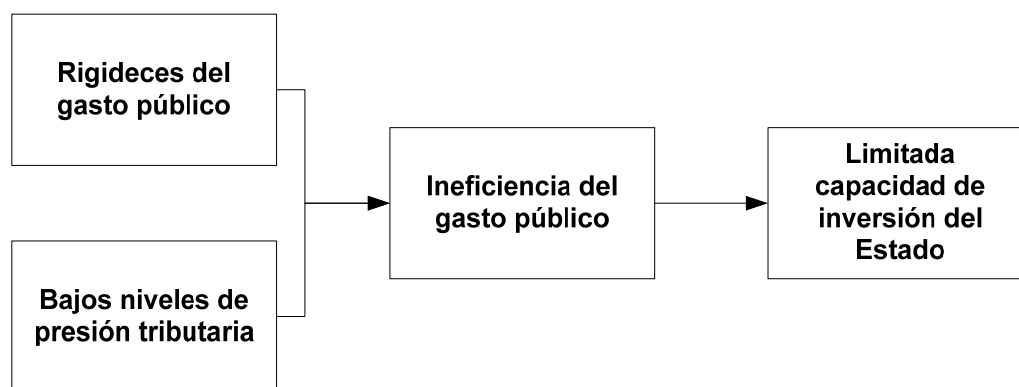 Rigideces del
gasto público
Ineficiencia del
gasto público
Limitada
capacidad de
inversión del
Estado
Bajos niveles de
presión tributaria